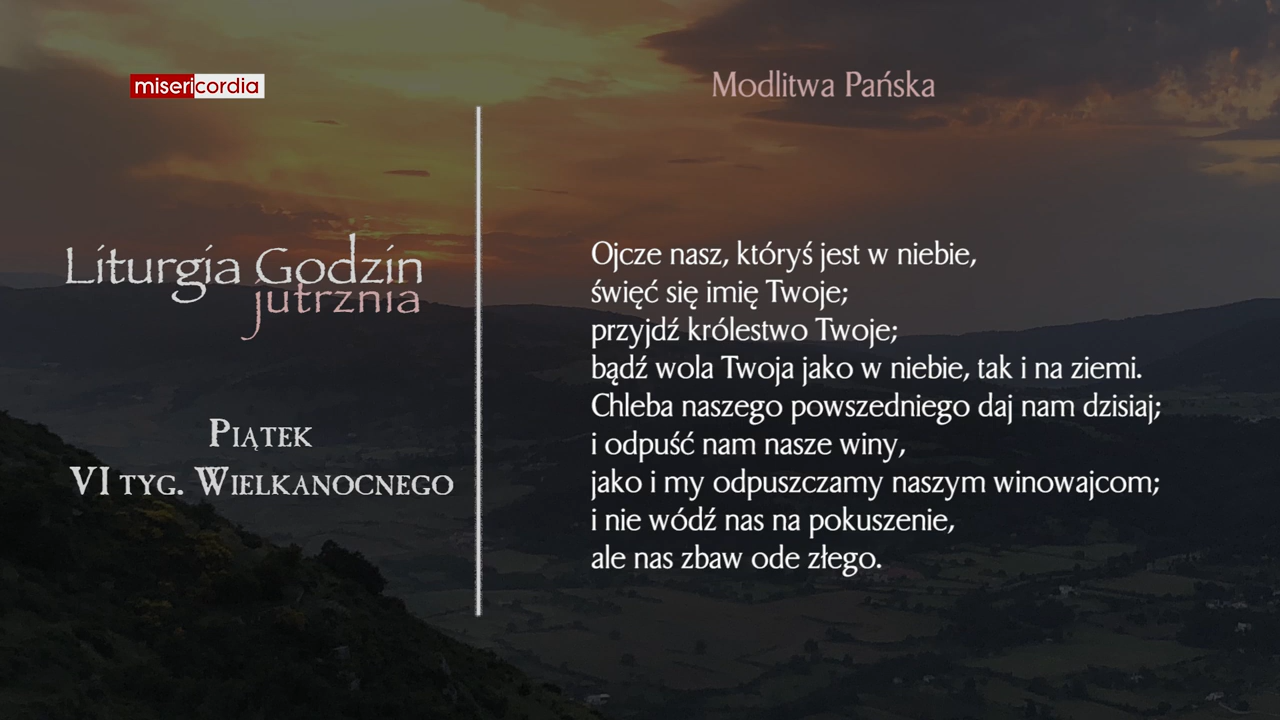 misericordia
Liturgia Godzin
jutrznia
Piątek
VI tyg. Wielkanocnego
Modlitwa Pańska
Ojcze nasz, któryś jest w niebie,
święć się imię Twoje;
przyjdź królestwo Twoje;
bądź wola Twoja jako w niebie, tak i na ziemi.
Chleba naszego powszedniego daj nam dzisiaj;
i odpuść nam nasze winy,
jako i my odpuszczamy naszym winowajcom;
i nie wódź nas na pokuszenie,
ale nas zbaw ode złego.